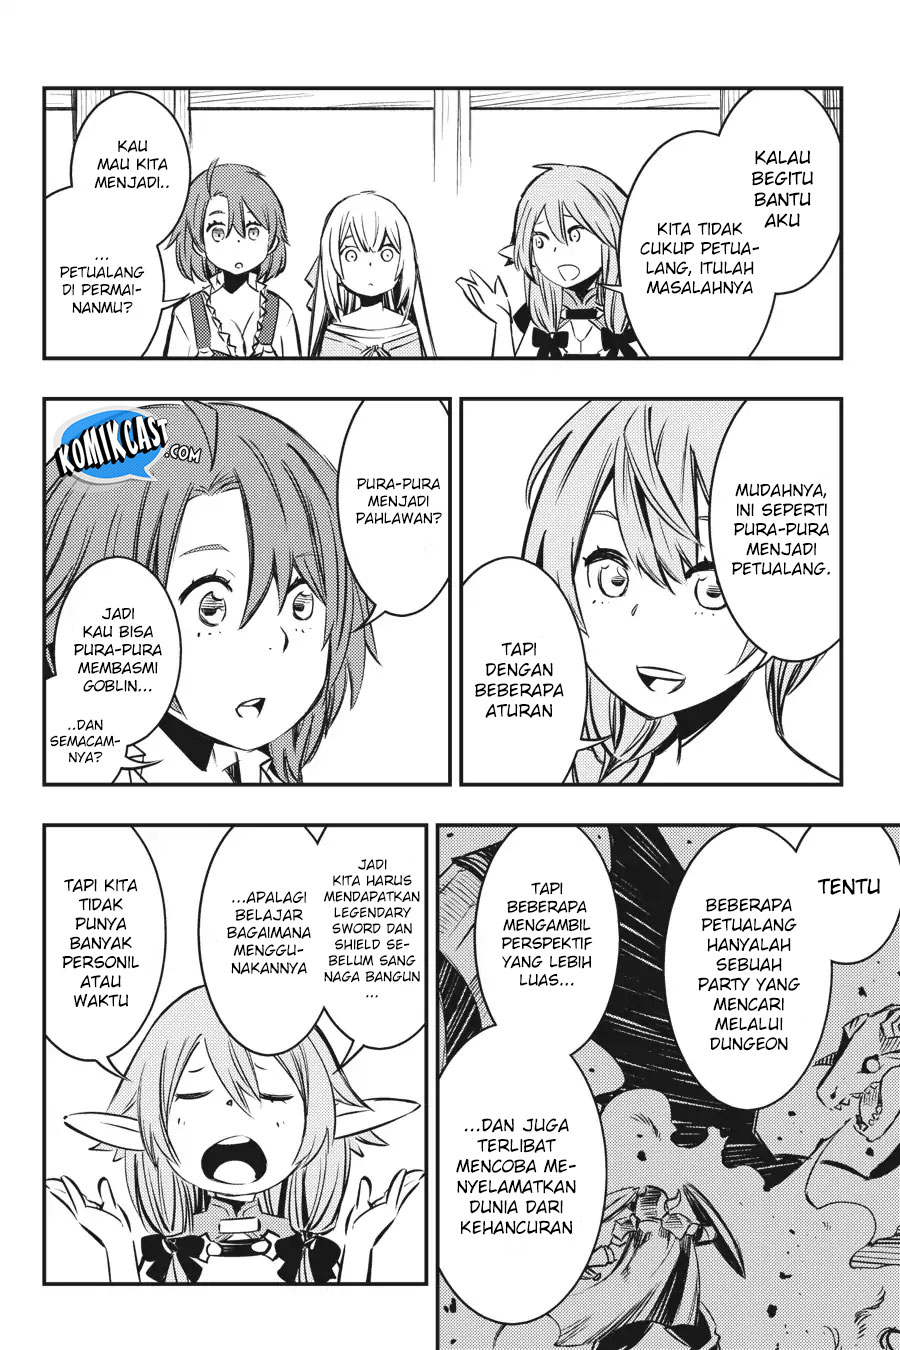 KALAU
BEGITU
BANTU
AKU
KITA TIDAK
CUKUP PETUA-
LANG, ITULAH
MASALAHNYA
KAU
MAU KITA
MENJADI..
...
PETUALANG
DI PERMAI-
NANMU?
MUDAHNYA,
INI SEPERTI
PURA-PURA
MENJADI
PETUALANG.
TAPI
DENGAN
BEBERAPA
ATURAN
PURA-PURA
MENJADI
PAHLAWAN?
JADI
KAU BISA
PURA-PURA
MEMBASMI
GOBLIN...
..DAN
SEMACAM-
NYA?
KOMIKCAST
.COM
TENTU
BEBERAPA
PETUALANG
HANYALAH
SEBUAH
PARTY YANG
MENCARI
MELALUI
DUNGEON
TAPI
BEBERAPA
MENGAMBIL
PERSPEKTIF
YANG LEBIH
LUAS...
...DAN JUGA
TERLIBAT
MENCOBA ME-
NYELAMATKAN
DUNIA DARI
KEHANCURAN
JADI
KITA HARUS
MENDAPATKAN
LEGENDARY
SWORD DAN
SHIELD SE-
BELUM SANG
NAGA BANGUN
...
...APALAGI
BELAJAR
BAGAIMANA
MENGGU-
NAKANNYA
TAPI KITA
TIDAK
PUNYA
BANYAK
PERSONIL
ATAU
WAKTU